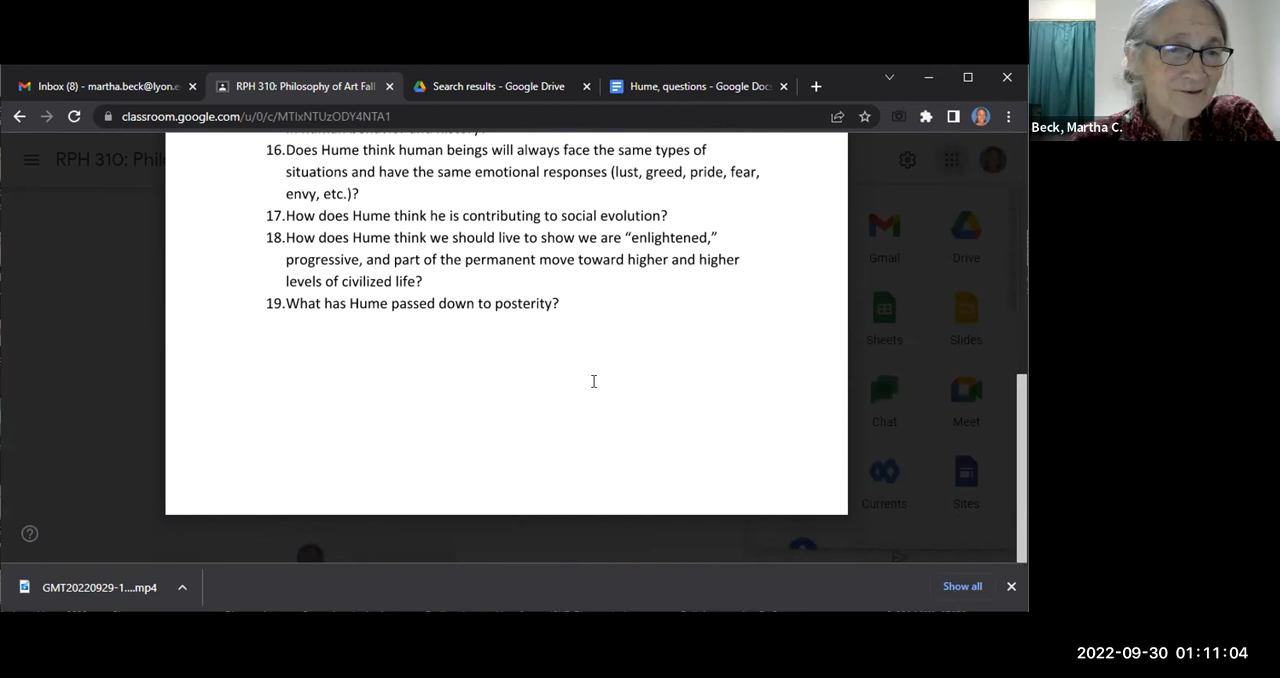 Inbox (8) - martha.beck@lyon.e
RPH 310: Philosophy of Art Fall
Search results - Google Drive
Hume, questions - Google Doc
classroom.google.com/u/0/c/MTIxNTUzODY4NTA1
Beck, Martha C.
RPH 310: Phil
16. Does Hume think human beings will always face the same types of
situations and have the same emotional responses (lust, greed, pride, fear,
envy, etc.)?
17. How does Hume think he is contributing to social evolution?
18. How does Hume think we should live to show we are “enlightened,”
progressive, and part of the permanent move toward higher and higher
levels of civilized life?
19. What has Hume passed down to posterity?
Gmail
Drive
Sheets
Slides
Chat
Meet
Currents
Sites
GMT20220929-1....mp4
Show all
2022-09-30 01:11:04